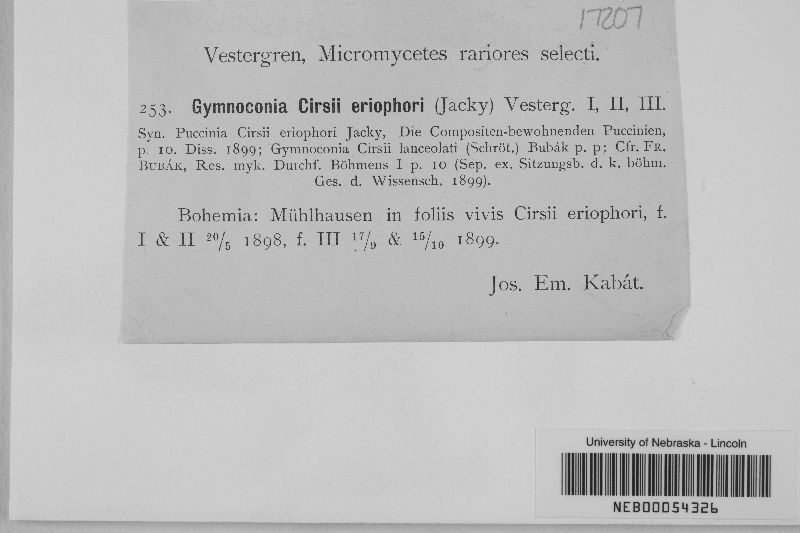 17207
Vestergren, Micromycetes rariores selecti.
253. Gymnoconia Cirsii eriophori (Jacky) Vesterg. I, II, III.
Syn. Puccinia Cirsii eriophori Jacky, Die Compositen-bewohnenden Puccinien,
p. 10. Diss. 1899; Gymnoconia Cirsii lanceolati (Schröt.) Bubák p. p; Cfr. FR.
BUBÁK, Res. myk. Durchf. Böhmens I p. 10 (Sep. ex. Sitzungsb. d. k. böhm.
Ges. d. Wissensch. 1899).
Bohemia: Mühlhausen in foliis vivis Cirsii eriophori, f.
I & II 20/5 1898, f. III 17/9 & 15/10 1899.
Jos. Em. Kabát.
University of Nebraska - Lincoln
NEB00054326